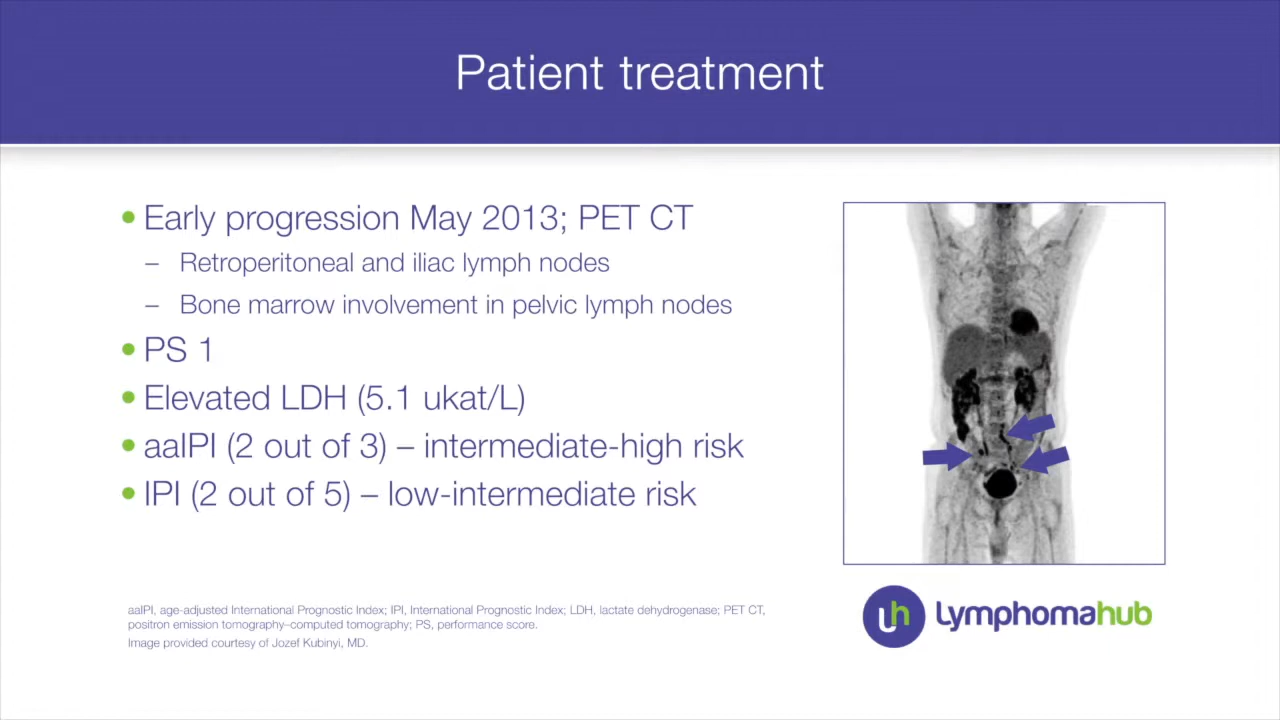 Patient treatment
• Early progression May 2013; PET CT
– Retroperitoneal and iliac lymph nodes
– Bone marrow involvement in pelvic lymph nodes
• PS 1
• Elevated LDH (5.1 ukat/L)
• aaIPI (2 out of 3) – intermediate-high risk
• IPI (2 out of 5) – low-intermediate risk
aaIPI, age-adjusted International Prognostic Index; IPI, International Prognostic Index; LDH, lactate dehydrogenase; PET CT,
positron emission tomography–computed tomography; PS, performance score.
Image provided courtesy of Jozef Kubinyi, MD.
lh Lymphomahub